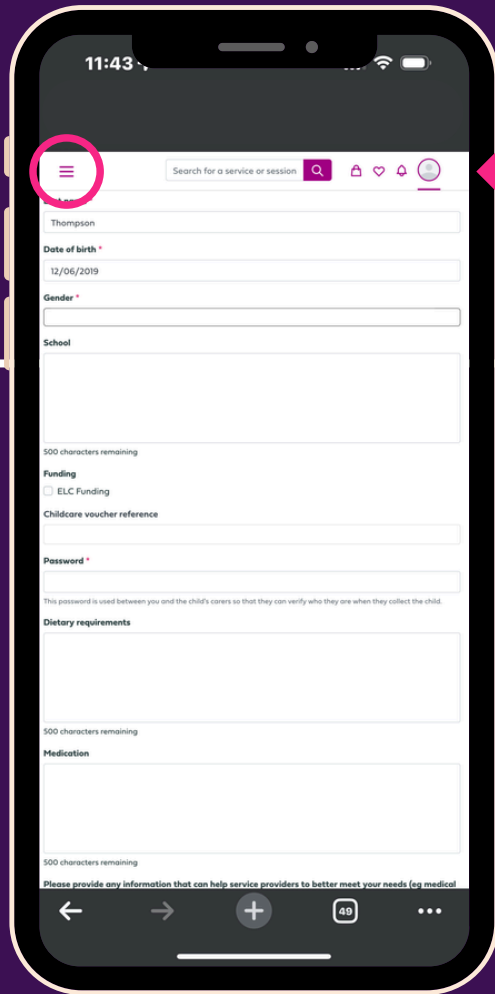 11:43
Search for a service or session
Thompson
Date of birth *
12/06/2019
Gender *
School
500 characters remaining
Funding
ELC Funding
Childcare voucher reference
Password *
This password is used between you and the child's carers so that they can verify who they are when they collect the child.
Dietary requirements
500 characters remaining
Medication
500 characters remaining
Please provide any information that can help service providers to better meet your needs (eg medical
49